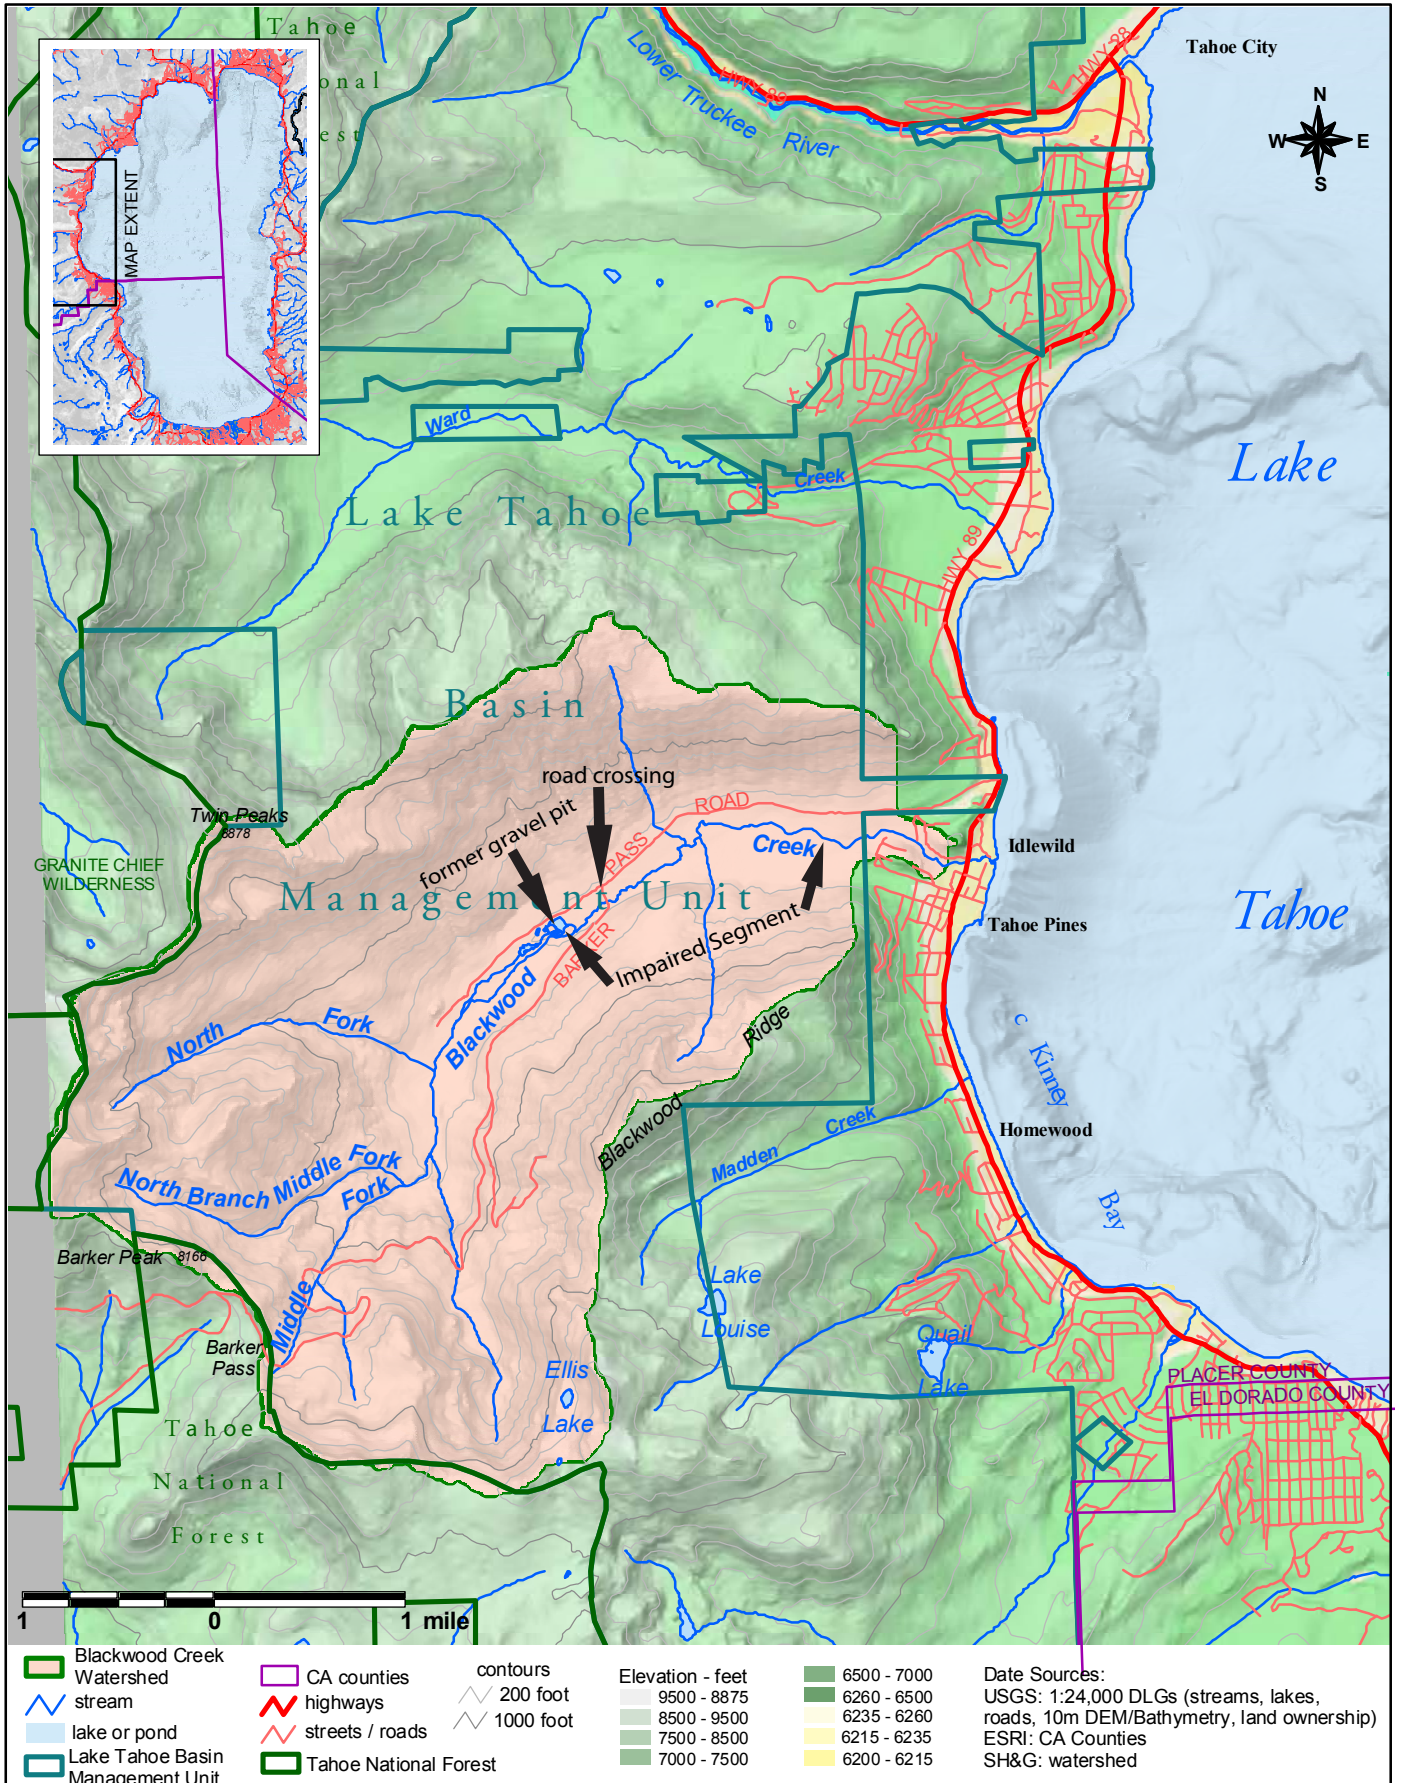 Tahoe
onal
est
MAP EXTENT
Lower Truckee River
HWY 89
HWY 28
Tahoe City
N
W E
S
Ward
Creek
Lake Tahoe
Lake
HWY 89
Basin
road crossing
former gravel pit
ROAD
PASS
Creek
Idlewild
Twin Peaks
8878
GRANITE CHIEF
WILDERNESS
Management Unit
Tahoe
Tahoe Pines
BARKER
Impaired Segment
Blackwood
North Fork
Ridge
Blackwood
c
Kinney
Bay
Madden Creek
Homewood
North Branch Middle Fork
Fork
Middle
Barker Peak 8166
Barker
Pass
Lake
Louise
Quail
Lake
Ellis
Lake
PLACER COUNTY
EL DORADO COUNTY
Tahoe
National
Forest
1 0 1 mile
Blackwood Creek
Watershed
stream
lake or pond
Lake Tahoe Basin
Management Unit
CA counties
highways
streets / roads
Tahoe National Forest
contours
200 foot
1000 foot
Elevation - feet
9500 - 8875
8500 - 9500
7500 - 8500
7000 - 7500
6500 - 7000
6260 - 6500
6235 - 6260
6215 - 6235
6200 - 6215
Date Sources:
USGS: 1:24,000 DLGs (streams, lakes,
roads, 10m DEM/Bathymetry, land ownership)
ESRI: CA Counties
SH&G: watershed